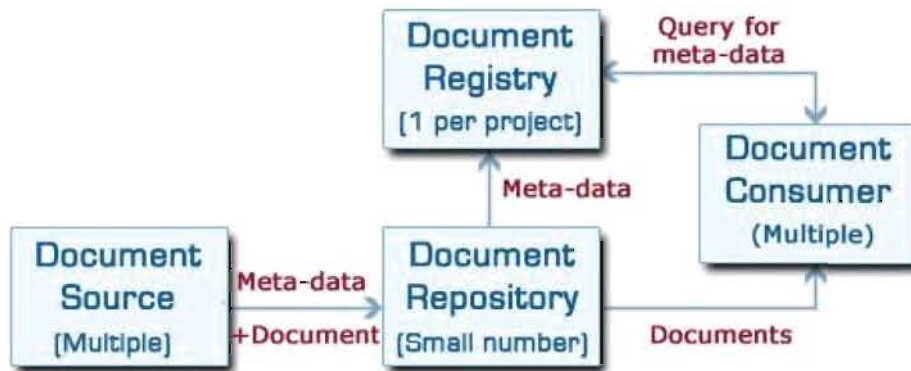 Document
Registry
(1 per project)
Query for
meta-data
Document
Consumer
(Multiple)
Meta-data
Document
Source
(Multiple)
Meta-data
+Document
Document
Repository
(Small number)
Documents